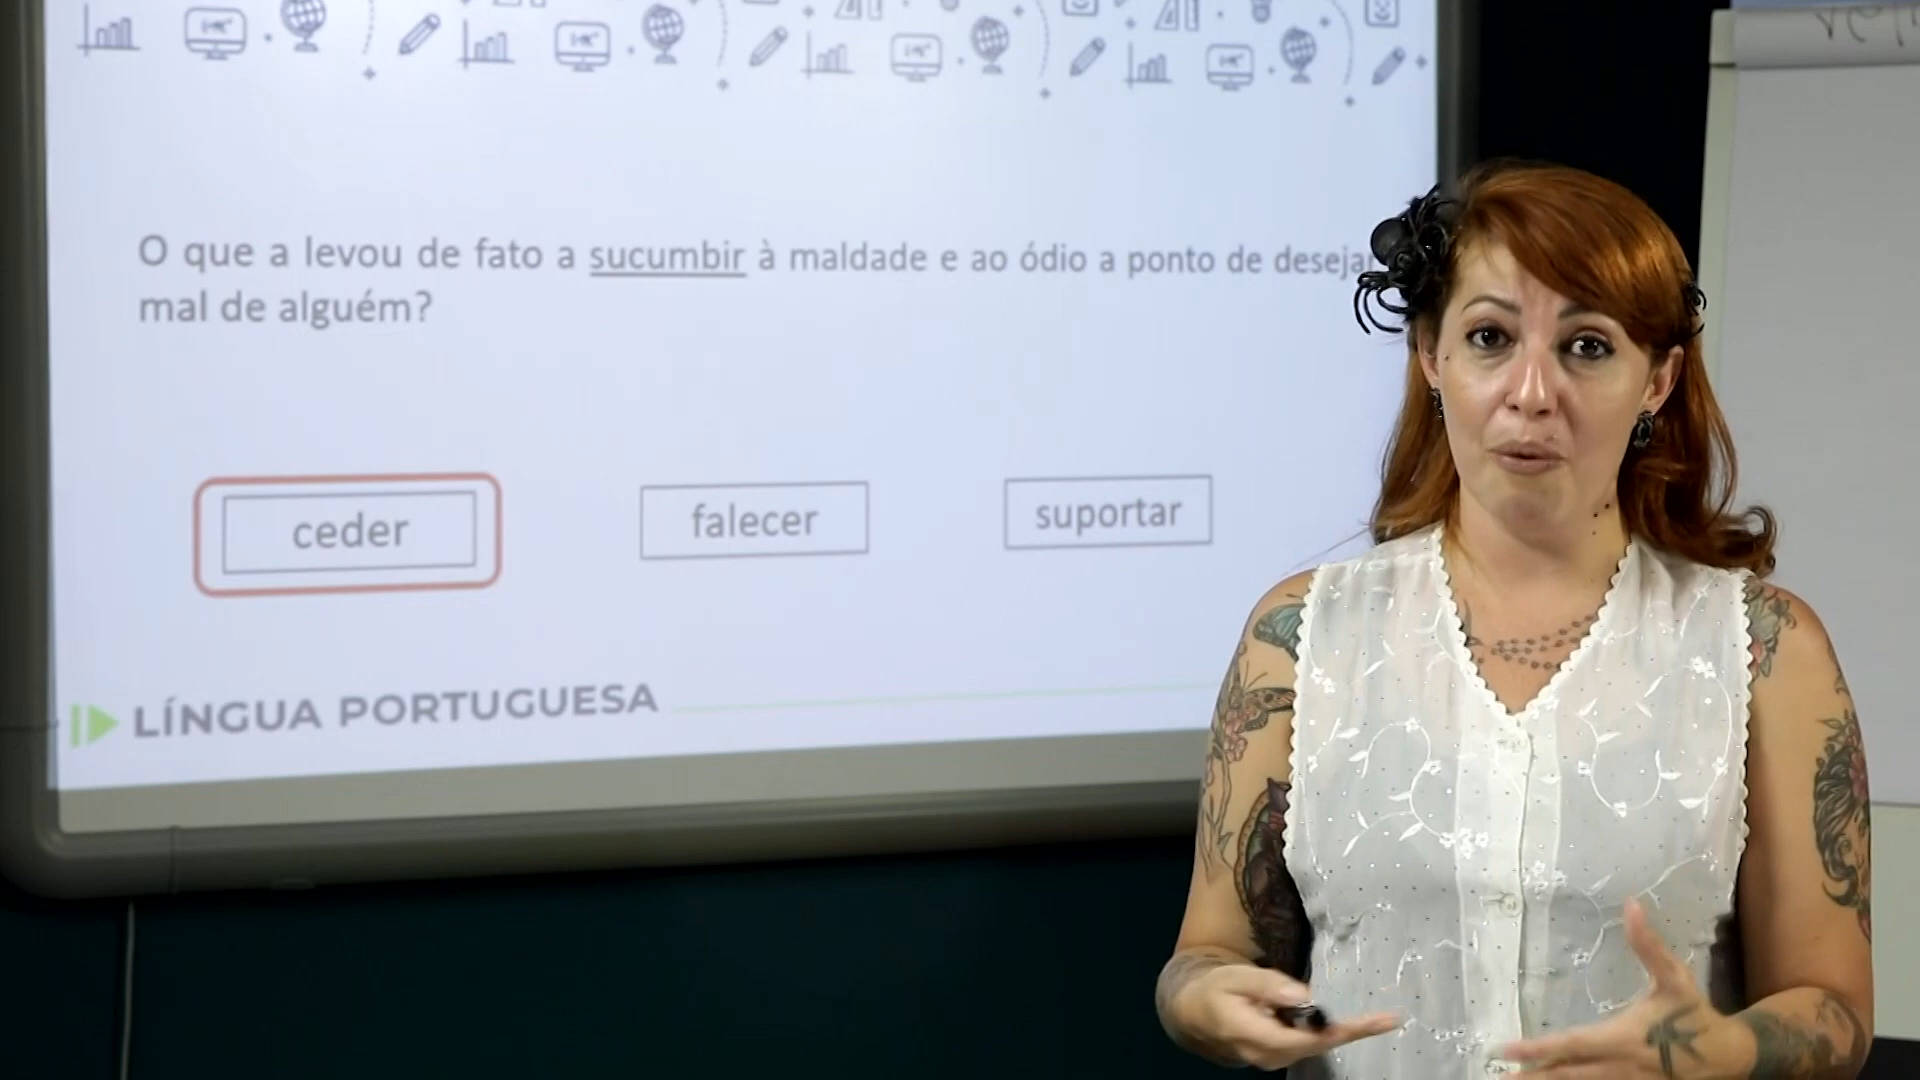 O que a levou de fato a sucumbir à maldade e ao ódio a ponto de desejar
mal de alguém?
ceder
falecer
suportar
LÍNGUA PORTUGUESA